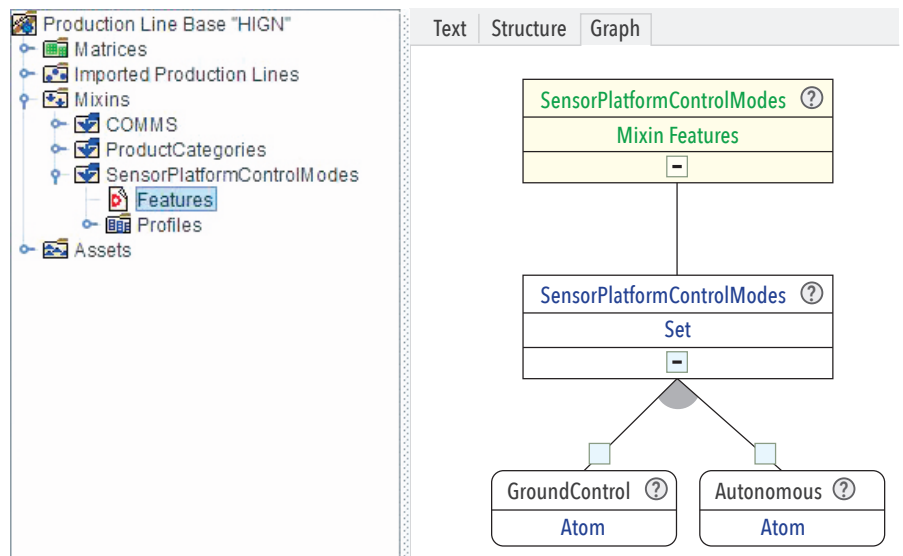 Production Line Base "HIGN"
Matrices
Imported Production Lines
Mixins
COMMS
ProductCategories
SensorPlatformControlModes
Features
Profiles
Assets
Text Structure Graph
SensorPlatformControlModes ?
Mixin Features
SensorPlatformControlModes ?
Set
GroundControl ?
Atom
Autonomous ?
Atom